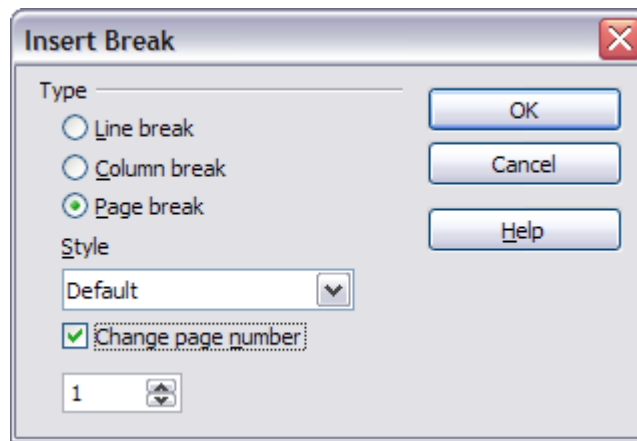 Insert Break
Type
Line break
Column break
Page break
Style
Default
Change page number
1
OK
Cancel
Help